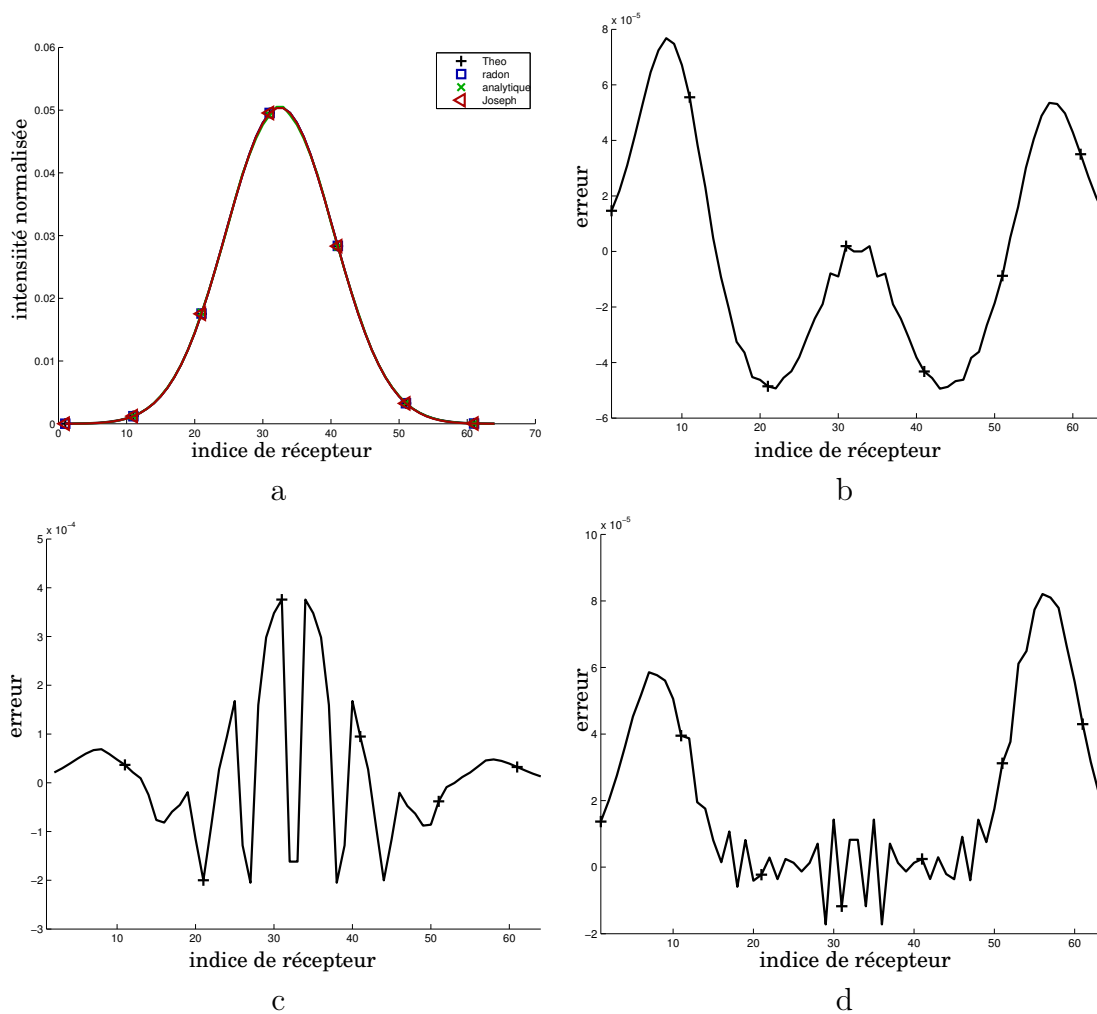 0.06
0.05
0.04
0.03
0.02
0.01
0
intensiité normalisée
Theo
radon
analytique
Joseph
0 10 20 30 40 50 60 70
indice de récepteur
a
x 10⁻⁵
8
6
4
2
0
−2
−4
−6
erreur
10 20 30 40 50 60
indice de récepteur
b
x 10⁻⁴
5
4
3
2
1
0
−1
−2
−3
erreur
10 20 30 40 50 60
indice de récepteur
c
x 10⁻⁵
10
8
6
4
2
0
−2
erreur
10 20 30 40 50 60
indice de récepteur
d